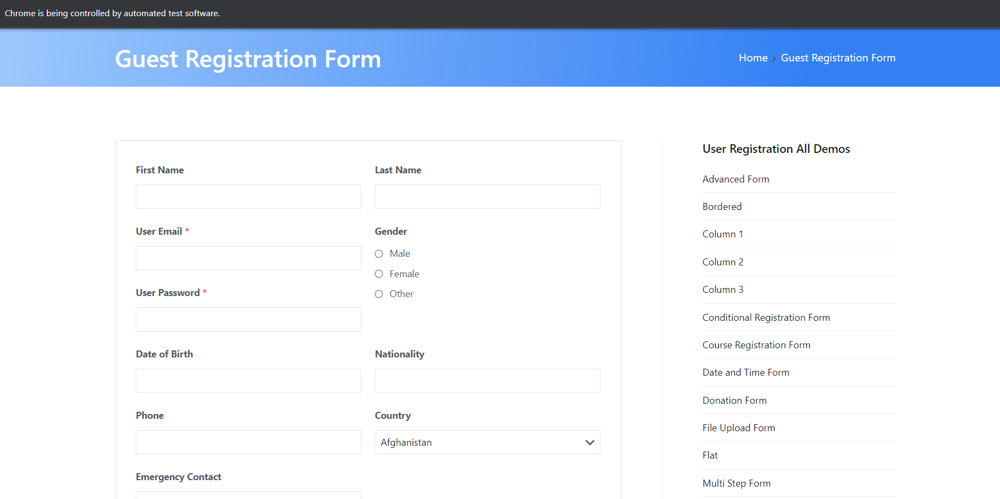 Chrome is being controlled by automated test software.
Guest Registration Form
Home › Guest Registration Form
First Name
Last Name
User Email *
Gender
Male
Female
Other
User Password *
Date of Birth
Nationality
Phone
Country
Afghanistan
Emergency Contact
User Registration All Demos
Advanced Form
Bordered
Column 1
Column 2
Column 3
Conditional Registration Form
Course Registration Form
Date and Time Form
Donation Form
File Upload Form
Flat
Multi Step Form